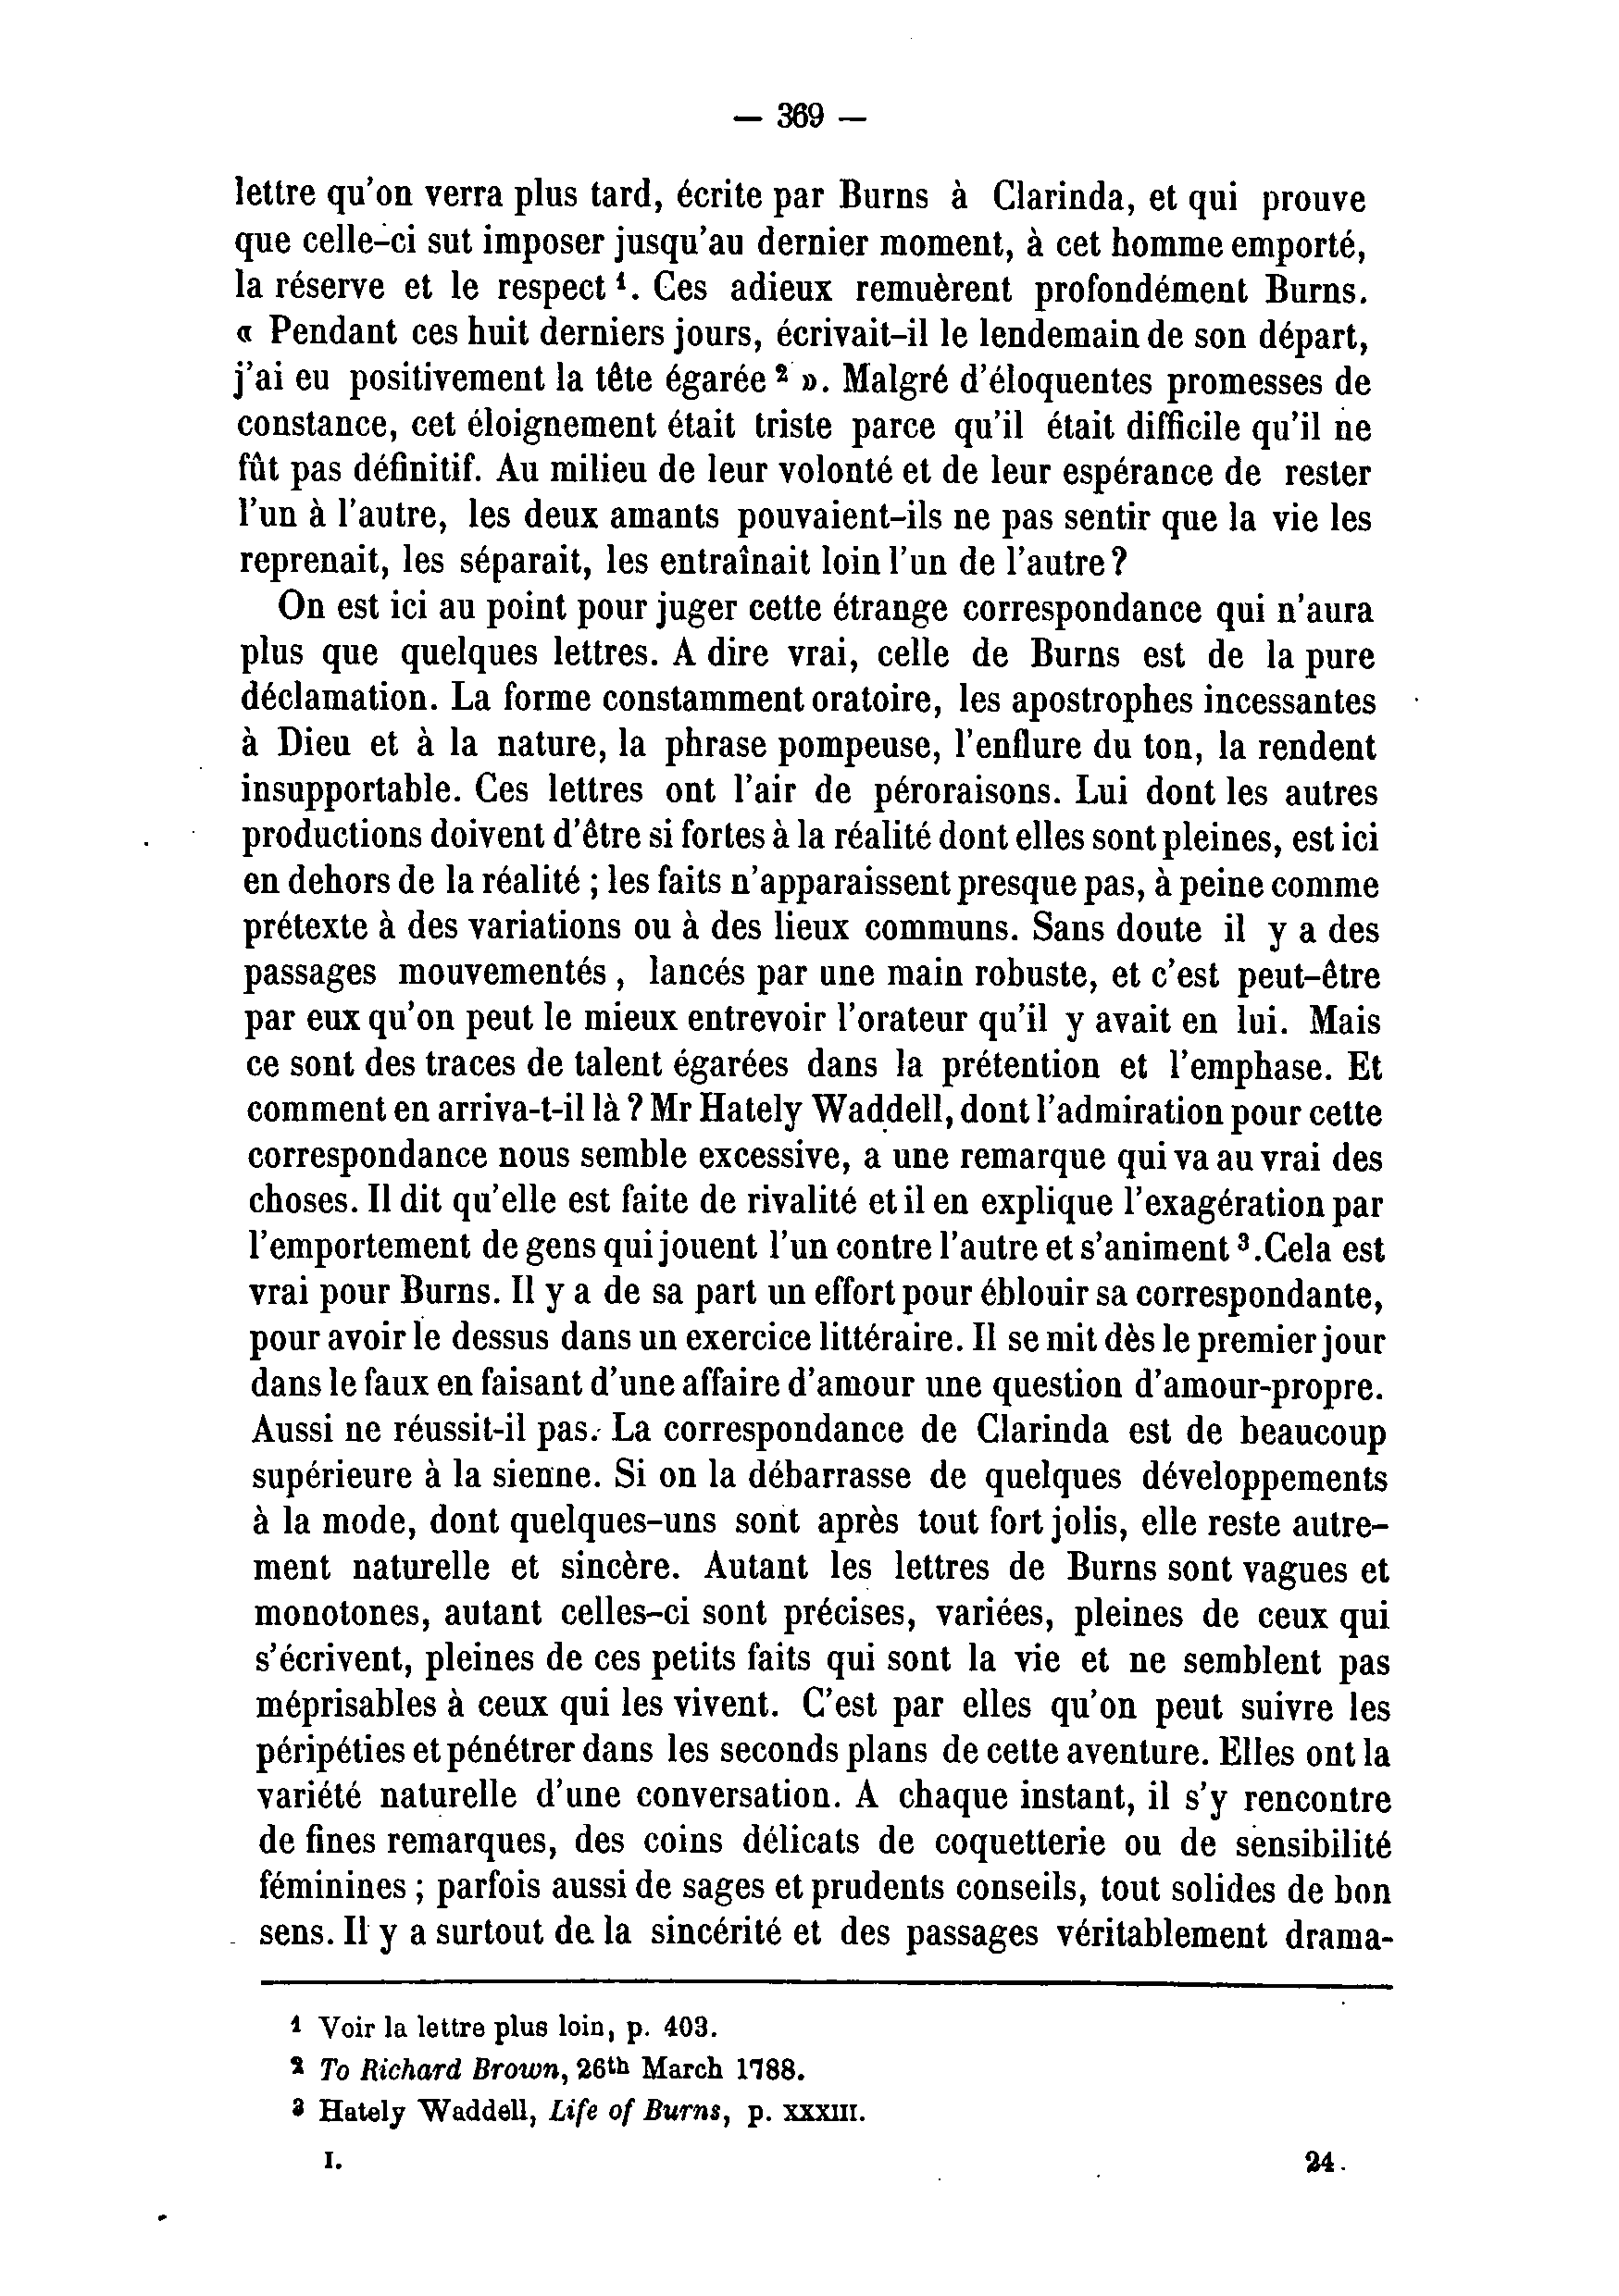 — 369 —
lettre qu'on verra plus tard, écrite par Burns à Clarinda, et qui prouve
que celle-ci sut imposer jusqu'au dernier moment, à cet homme emporté,
la réserve et le respect ¹. Ces adieux remuèrent profondément Burns.
« Pendant ces huit derniers jours, écrivait-il le lendemain de son départ,
j'ai eu positivement la tête égarée ² ». Malgré d'éloquentes promesses de
constance, cet éloignement était triste parce qu'il était difficile qu'il ne
fût pas définitif. Au milieu de leur volonté et de leur espérance de rester
l'un à l'autre, les deux amants pouvaient-ils ne pas sentir que la vie les
reprenait, les séparait, les entraînait loin l'un de l'autre ?
On est ici au point pour juger cette étrange correspondance qui n'aura
plus que quelques lettres. A dire vrai, celle de Burns est de la pure
déclamation. La forme constamment oratoire, les apostrophes incessantes
à Dieu et à la nature, la phrase pompeuse, l'enflure du ton, la rendent
insupportable. Ces lettres ont l'air de péroraisons. Lui dont les autres
productions doivent d'être si fortes à la réalité dont elles sont pleines, est ici
en dehors de la réalité ; les faits n'apparaissent presque pas, à peine comme
prétexte à des variations ou à des lieux communs. Sans doute il y a des
passages mouvementés , lancés par une main robuste, et c'est peut-être
par eux qu'on peut le mieux entrevoir l'orateur qu'il y avait en lui. Mais
ce sont des traces de talent égarées dans la prétention et l'emphase. Et
comment en arriva-t-il là ? Mr Hately Waddell, dont l'admiration pour cette
correspondance nous semble excessive, a une remarque qui va au vrai des
choses. Il dit qu'elle est faite de rivalité et il en explique l'exagération par
l'emportement de gens qui jouent l'un contre l'autre et s'animent ³.Cela est
vrai pour Burns. Il y a de sa part un effort pour éblouir sa correspondante,
pour avoir le dessus dans un exercice littéraire. Il se mit dès le premier jour
dans le faux en faisant d'une affaire d'amour une question d'amour-propre.
Aussi ne réussit-il pas. La correspondance de Clarinda est de beaucoup
supérieure à la sienne. Si on la débarrasse de quelques développements
à la mode, dont quelques-uns sont après tout fort jolis, elle reste autre-
ment naturelle et sincère. Autant les lettres de Burns sont vagues et
monotones, autant celles-ci sont précises, variées, pleines de ceux qui
s'écrivent, pleines de ces petits faits qui sont la vie et ne semblent pas
méprisables à ceux qui les vivent. C'est par elles qu'on peut suivre les
péripéties et pénétrer dans les seconds plans de cette aventure. Elles ont la
variété naturelle d'une conversation. A chaque instant, il s'y rencontre
de fines remarques, des coins délicats de coquetterie ou de sensibilité
féminines ; parfois aussi de sages et prudents conseils, tout solides de bon
sens. Il y a surtout de la sincérité et des passages véritablement drama-
¹ Voir la lettre plus loin, p. 403.
² To Richard Brown, 26th March 1788.
³ Hately Waddell, Life of Burns, p. XXXIII.
I. 24.